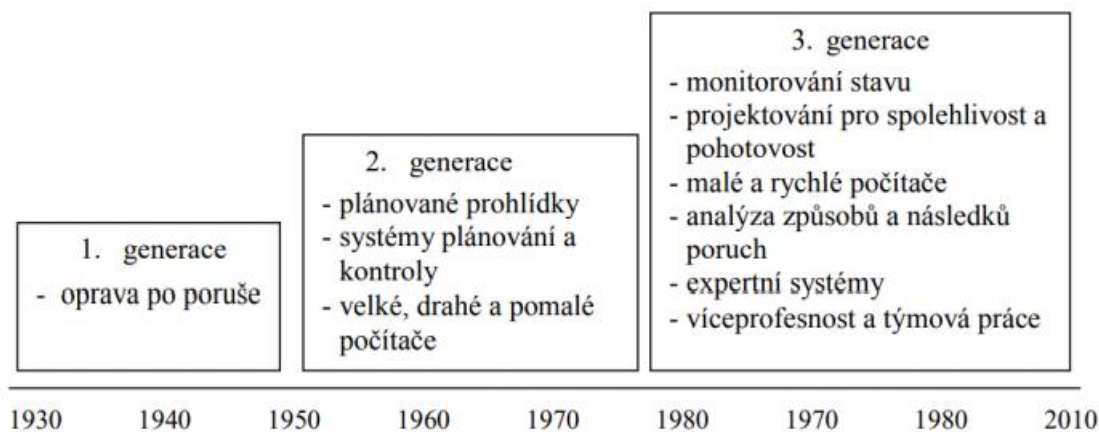 1. generace
- oprava po poruše
2. generace
- plánované prohlídky
- systémy plánování a
kontroly
- velké, drahé a pomalé
počítače
3. generace
- monitorování stavu
- projektování pro spolehlivost a
pohotovost
- malé a rychlé počítače
- analýza způsobů a následků
poruch
- expertní systémy
- víceprofesnost a týmová práce
1930 1940 1950 1960 1970 1980 1970 1980 2010